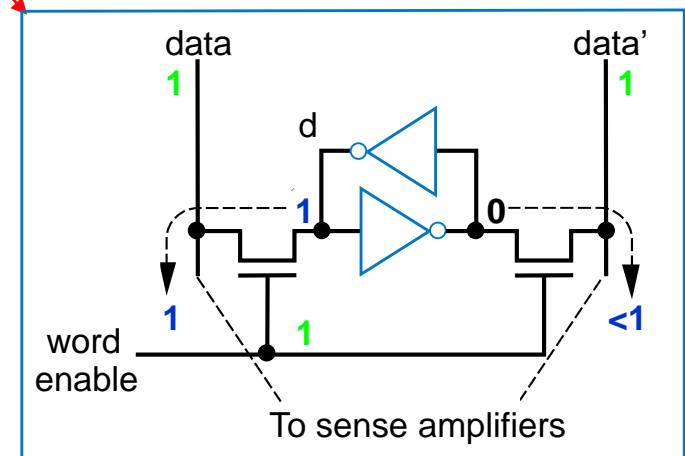 data data’
1 1
d
1 0
1 <1
1
word
enable
To sense amplifiers